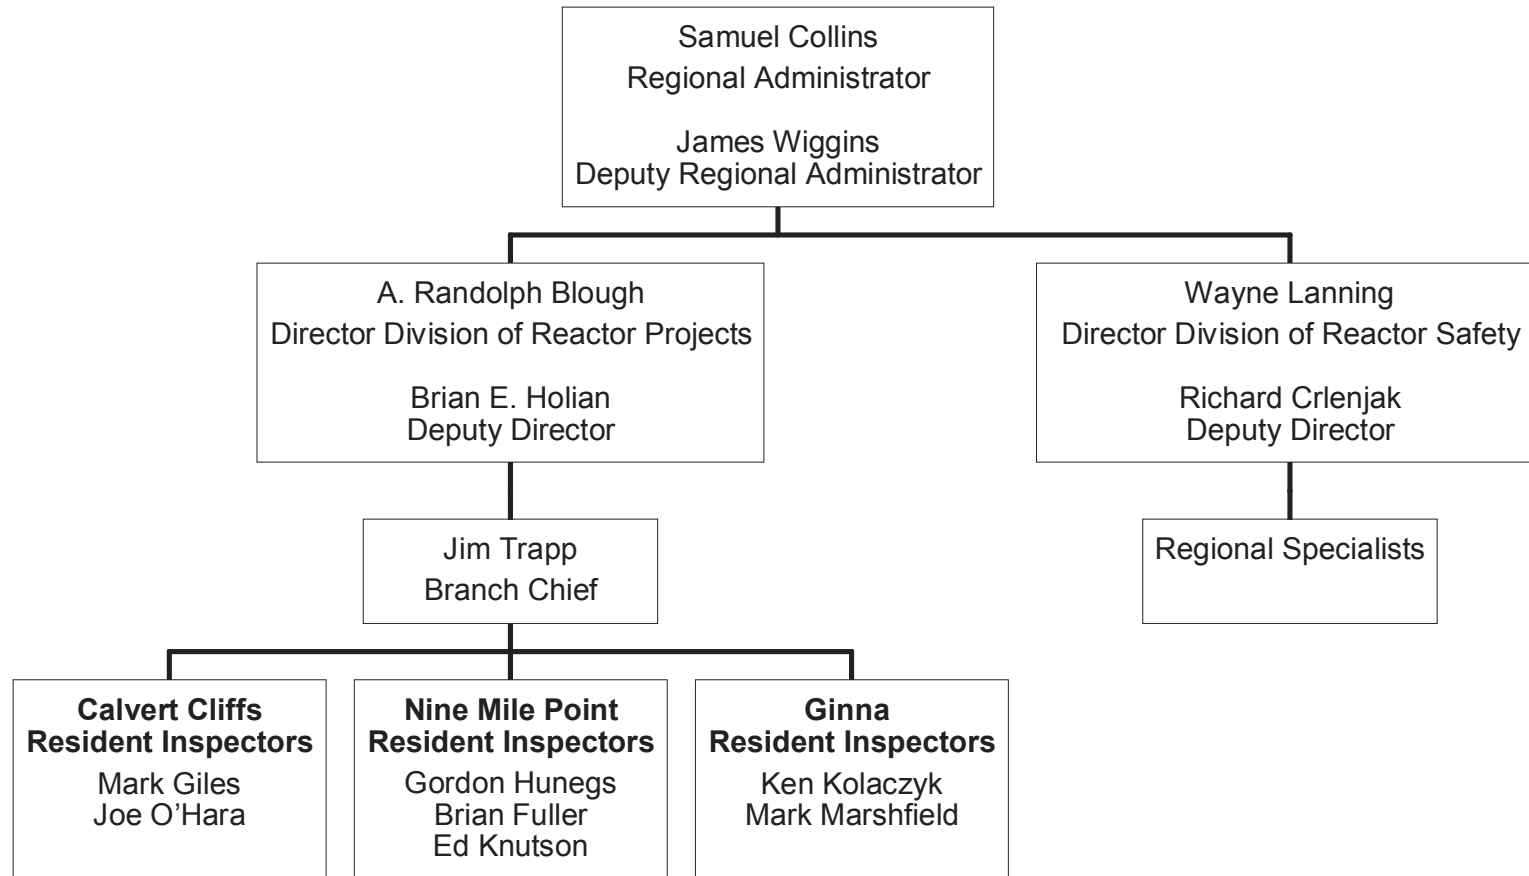 Samuel Collins
Regional Administrator
James Wiggins
Deputy Regional Administrator
A. Randolph Blough
Director Division of Reactor Projects
Brian E. Holian
Deputy Director
Wayne Lanning
Director Division of Reactor Safety
Richard Crlenjak
Deputy Director
Jim Trapp
Branch Chief
Regional Specialists
Calvert Cliffs
Resident Inspectors
Mark Giles
Joe O’Hara
Nine Mile Point
Resident Inspectors
Gordon Hunegs
Brian Fuller
Ed Knutson
Ginna
Resident Inspectors
Ken Kolaczyk
Mark Marshfield